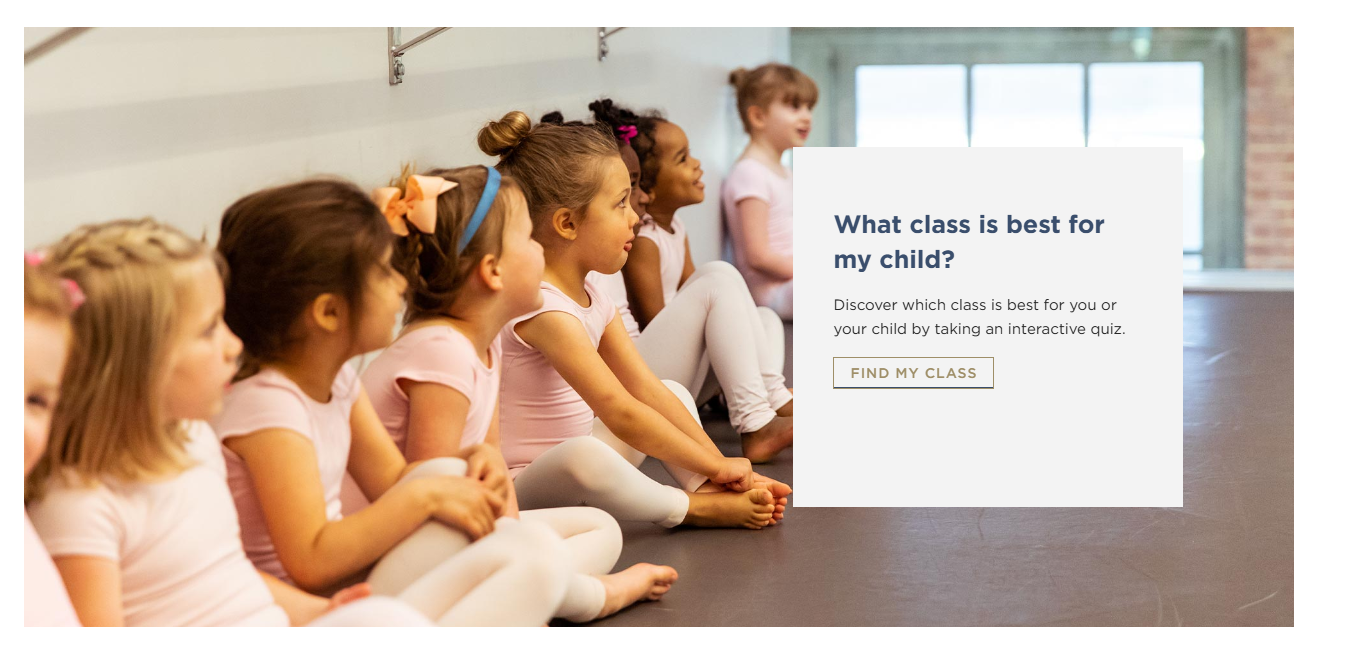 What class is best for
my child?
Discover which class is best for you or
your child by taking an interactive quiz.
FIND MY CLASS